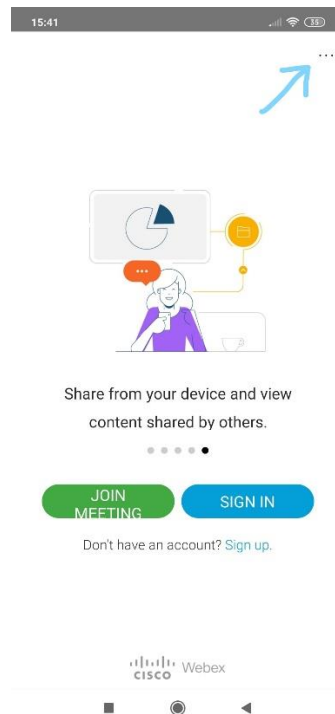 15:41
35
...
Share from your device and view
content shared by others.
JOIN
MEETING
SIGN IN
Don't have an account? Sign up.
CISCO Webex